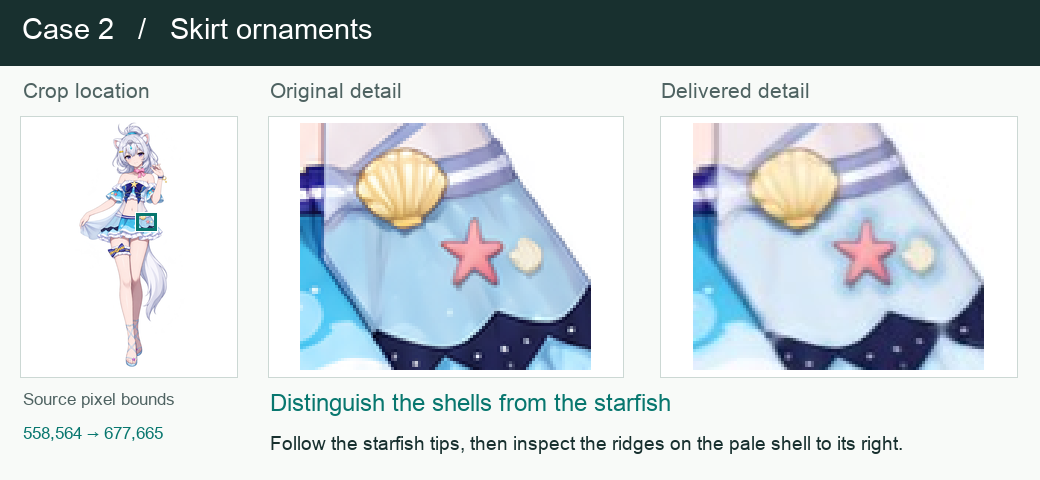 Case 2 / Skirt ornaments
Crop location
Original detail
Delivered detail
Source pixel bounds
558,564 → 677,665
Distinguish the shells from the starfish
Follow the starfish tips, then inspect the ridges on the pale shell to its right.